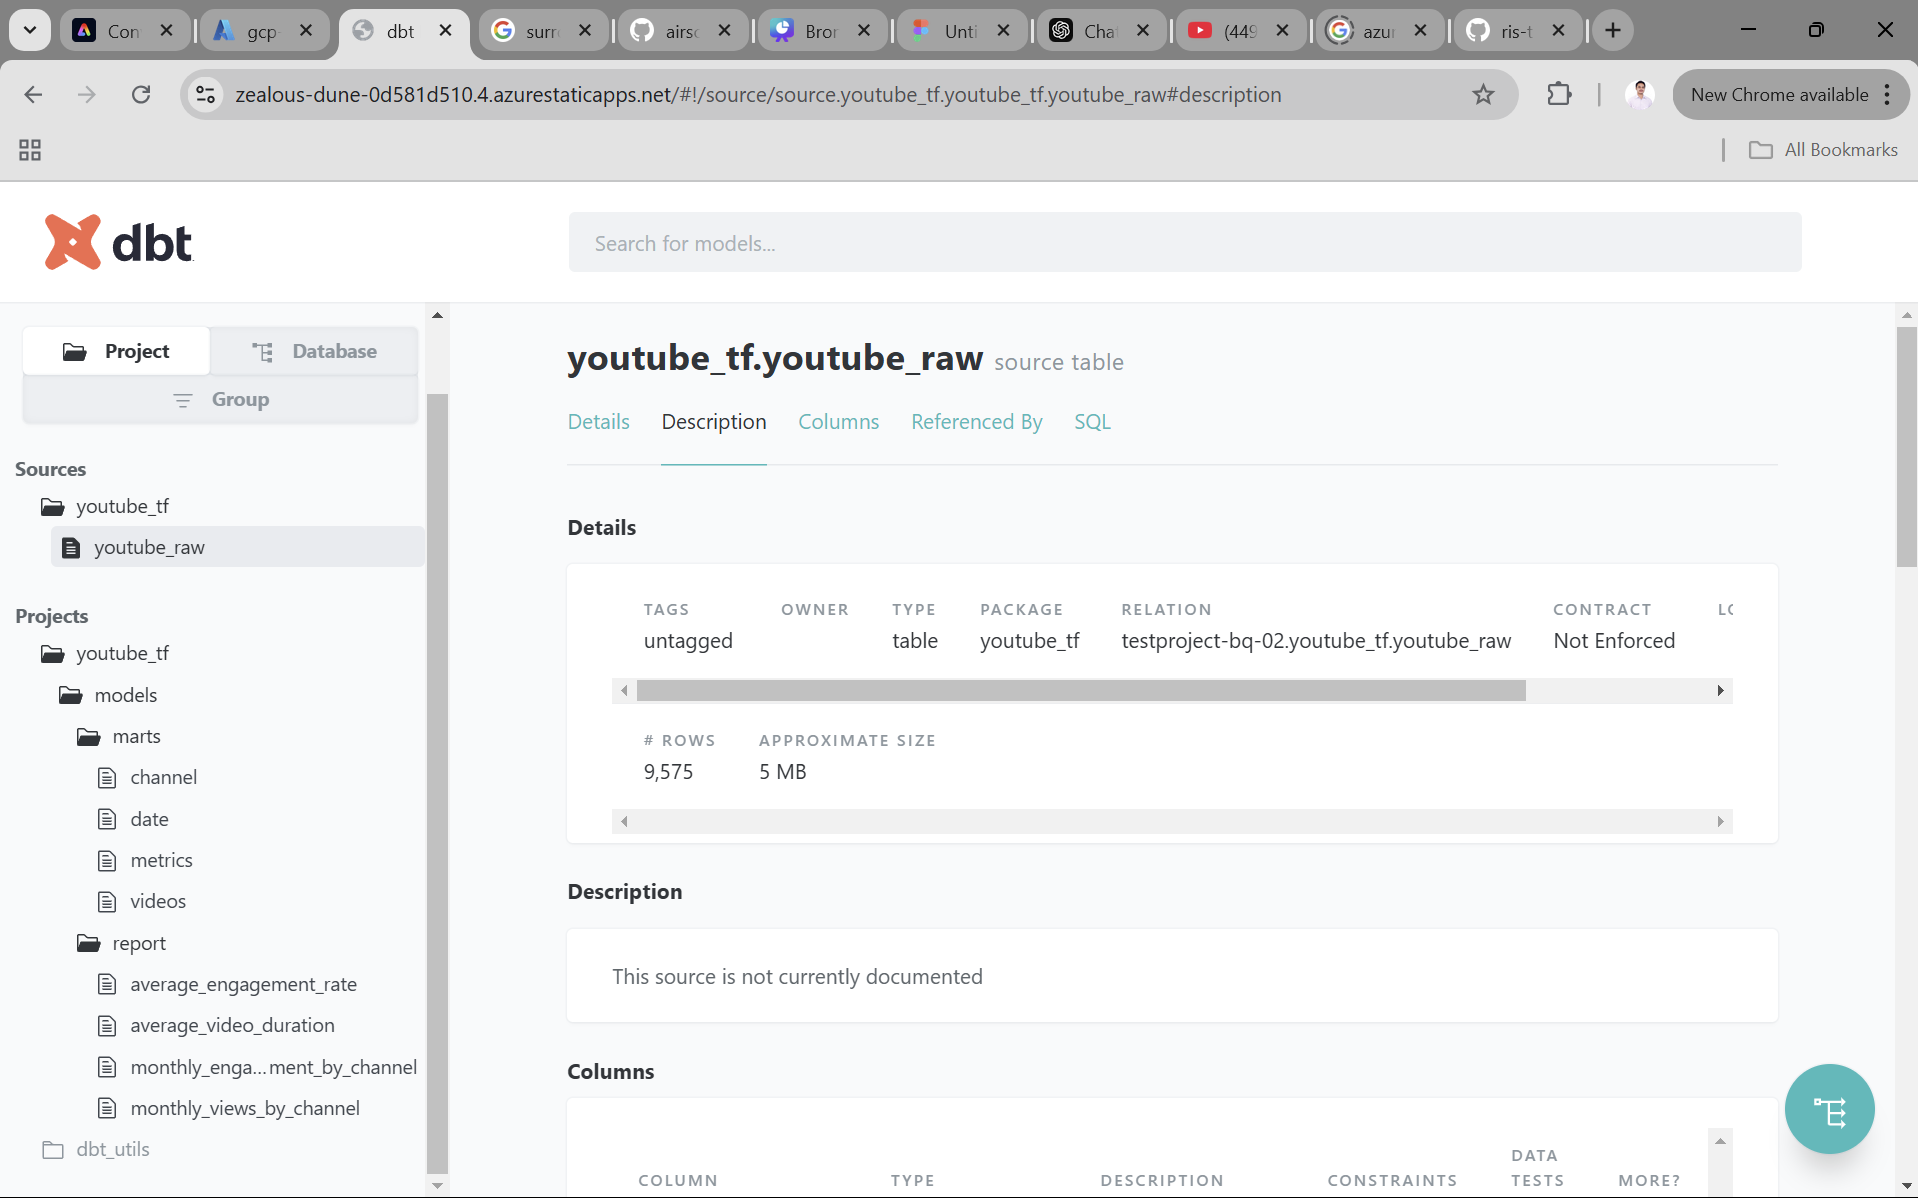 Con
gcp-
dbt
surr
airs
Bror
Unti
Cha
(449
azur
ris-t
zealous-dune-0d581d510.4.azurestaticapps.net/#!/source/source.youtube_tf.youtube_tf.youtube_raw#description
New Chrome available
All Bookmarks
dbt
Search for models...
Project
Database
Group
Sources
youtube_tf
youtube_raw
Projects
youtube_tf
models
marts
channel
date
metrics
videos
report
average_engagement_rate
average_video_duration
monthly_enga...ment_by_channel
monthly_views_by_channel
dbt_utils
youtube_tf.youtube_raw source table
Details Description Columns Referenced By SQL
Details
TAGS OWNER TYPE PACKAGE RELATION CONTRACT
untagged table youtube_tf testproject-bq-02.youtube_tf.youtube_raw Not Enforced
# ROWS APPROXIMATE SIZE
9,575 5 MB
Description
This source is not currently documented
Columns
COLUMN TYPE DESCRIPTION CONSTRAINTS DATA TESTS MORE?